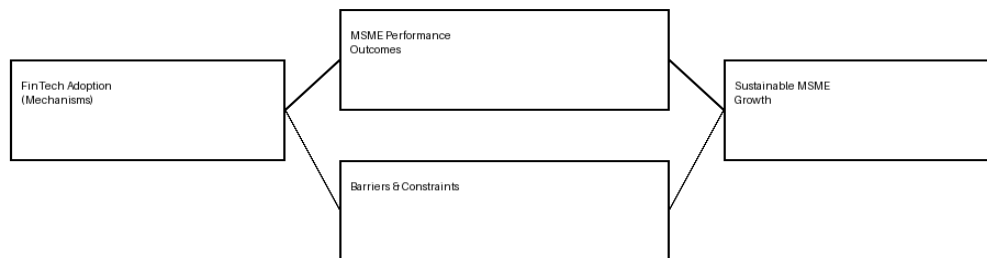 FinTech Adoption
(Mechanisms)
MSME Performance
Outcomes
Barriers & Constraints
Sustainable MSME
Growth